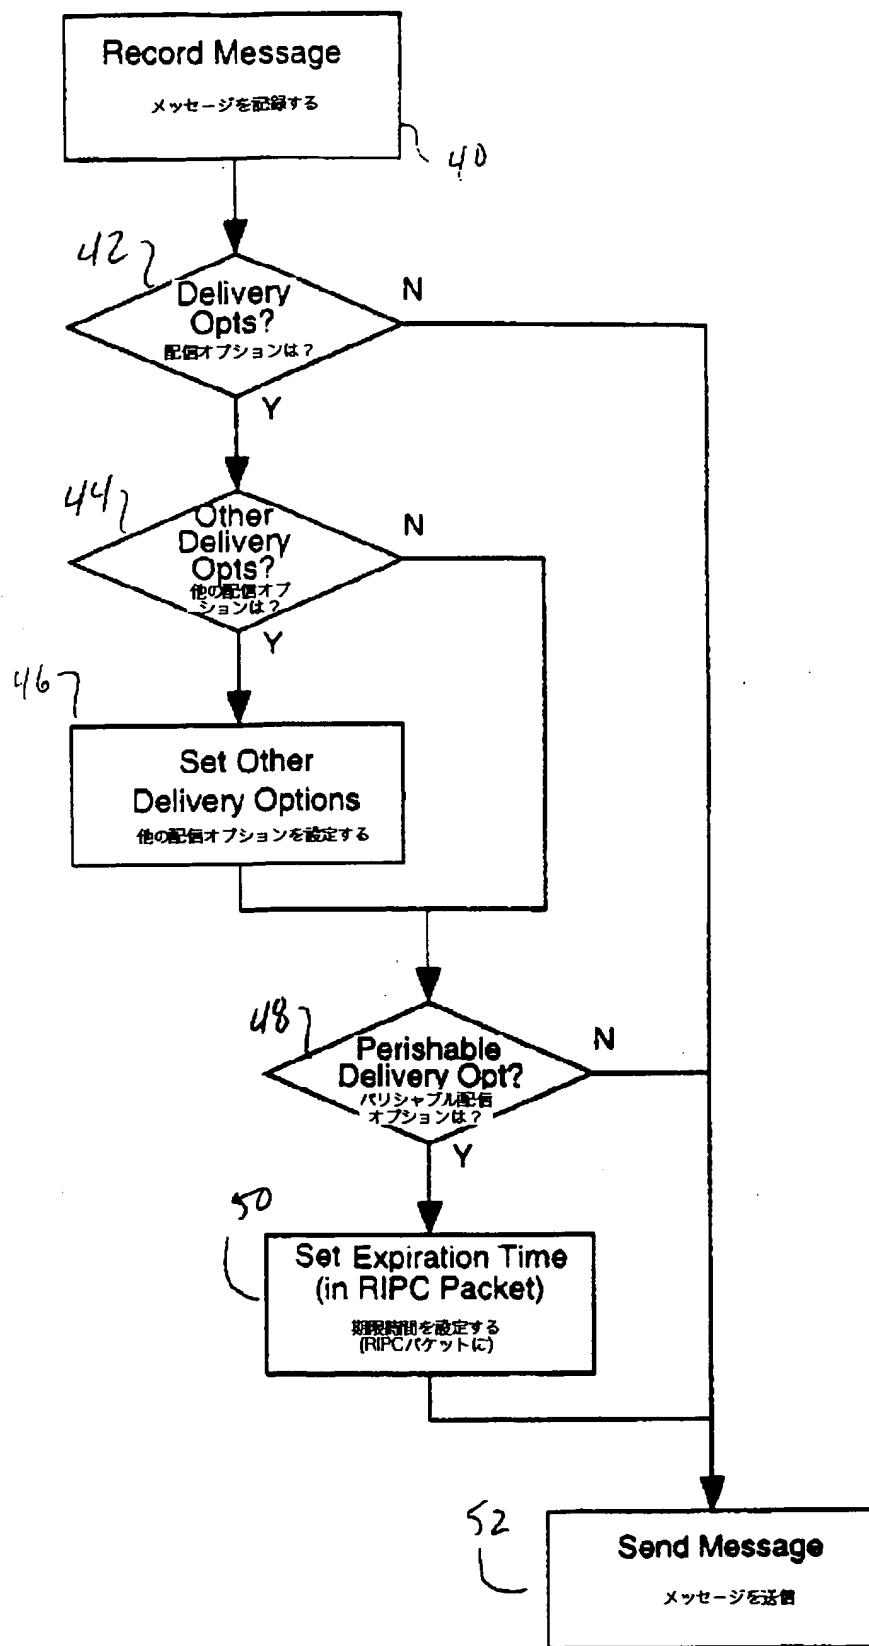 Record Message
メッセージを記録する
40
42
Delivery
Opts?
配信オプションは？
N
Y
44
Other
Delivery
Opts?
他の配信オプ
ションは？
N
Y
46
Set Other
Delivery Options
他の配信オプションを設定する
48
Perishable
Delivery Opt?
パリシャブル配信
オプションは？
N
Y
50
Set Expiration Time
(in RIPC Packet)
期限時間を設定する
(RIPCパケットに)
52
Send Message
メッセージを送信